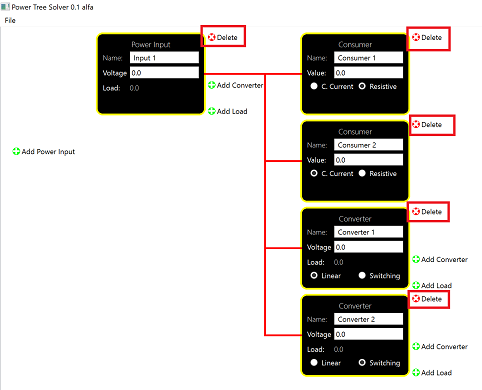 Power Tree Solver 0.1 alfa
File
Power Input
Name: Input 1
Voltage 0.0
Load: 0.0
Delete
Add Converter
Add Load
Add Power Input
Consumer
Name: Consumer 1
Value: 0.0
C. Current Resistive
Delete
Consumer
Name: Consumer 2
Value: 0.0
C. Current Resistive
Delete
Converter
Name: Converter 1
Voltage 0.0
Load: 0.0
Linear Switching
Delete
Add Converter
Add Load
Converter
Name: Converter 2
Voltage 0.0
Load: 0.0
Linear Switching
Delete
Add Converter
Add Load